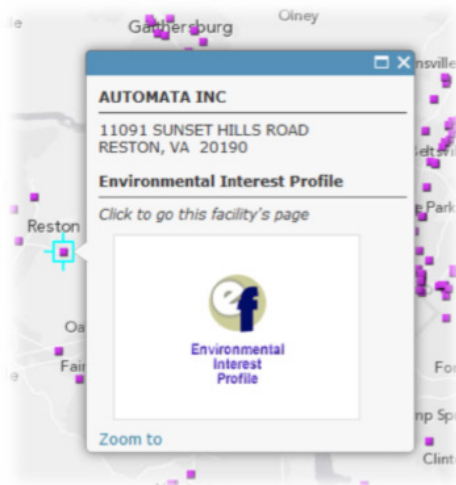 Olney
Gaithersburg
AUTOMATA INC
11091 SUNSET HILLS ROAD
RESTON, VA 20190
Environmental Interest Profile
Click to go this facility's page
Reston
ef
Environmental
Interest
Profile
Zoom to